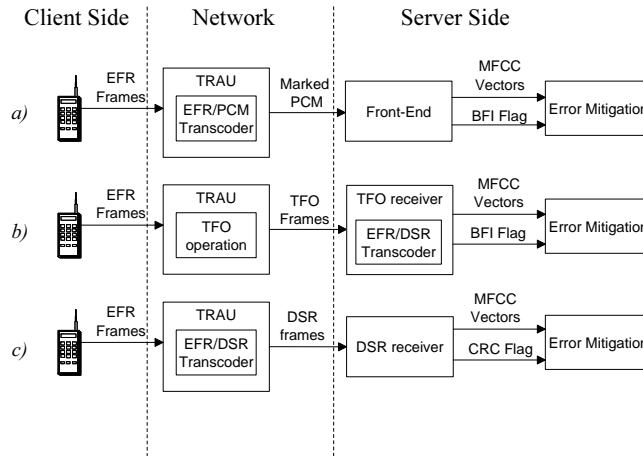 Client Side
Network
Server Side
a)
EFR
Frames
TRAU
EFR/PCM
Transcoder
Marked
PCM
Front-End
MFCC
Vectors
BFI Flag
Error Mitigation
b)
EFR
Frames
TRAU
TFO
operation
TFO
Frames
TFO receiver
EFR/DSR
Transcoder
MFCC
Vectors
BFI Flag
Error Mitigation
c)
EFR
Frames
TRAU
EFR/DSR
Transcoder
DSR
frames
DSR receiver
MFCC
Vectors
CRC Flag
Error Mitigation